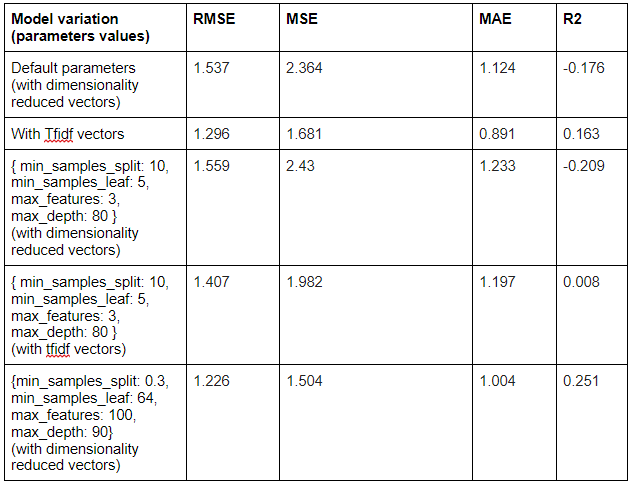 Model variation (parameters values) RMSE MSE MAE R2
Default parameters (with dimensionality reduced vectors) 1.537 2.364 1.124 -0.176
With Tfidf vectors 1.296 1.681 0.891 0.163
{ min_samples_split: 10, min_samples_leaf: 5, max_features: 3, max_depth: 80 } (with dimensionality reduced vectors) 1.559 2.43 1.233 -0.209
{ min_samples_split: 10, min_samples_leaf: 5, max_features: 3, max_depth: 80 } (with tfidf vectors) 1.407 1.982 1.197 0.008
{min_samples_split: 0.3, min_samples_leaf: 64, max_features: 100, max_depth: 90} (with dimensionality reduced vectors) 1.226 1.504 1.004 0.251